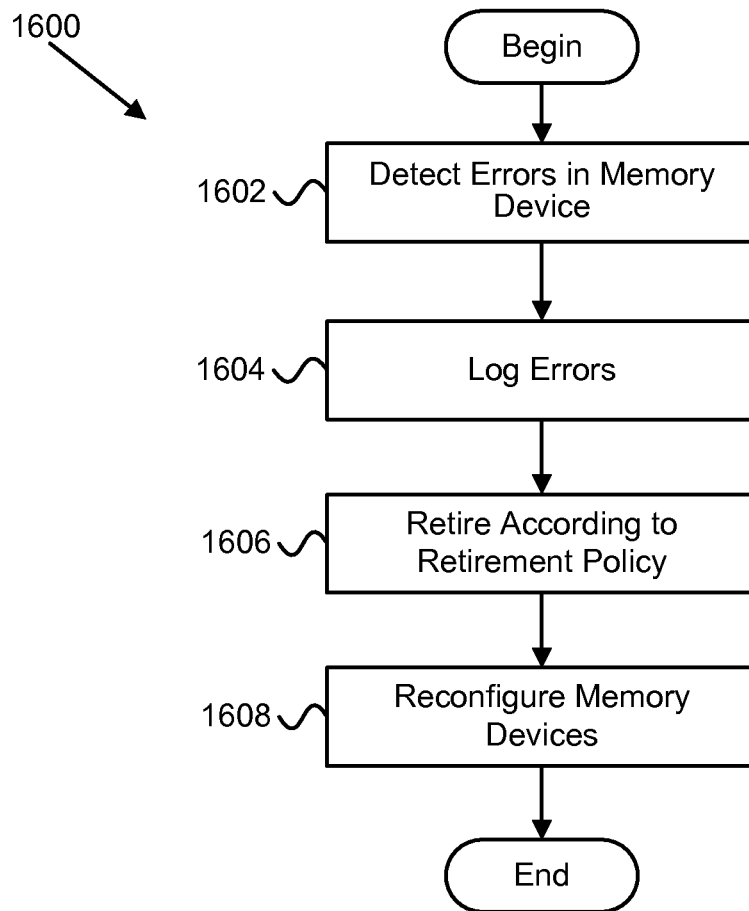 1600
Begin
1602
Detect Errors in Memory
Device
1604
Log Errors
1606
Retire According to
Retirement Policy
1608
Reconfigure Memory
Devices
End